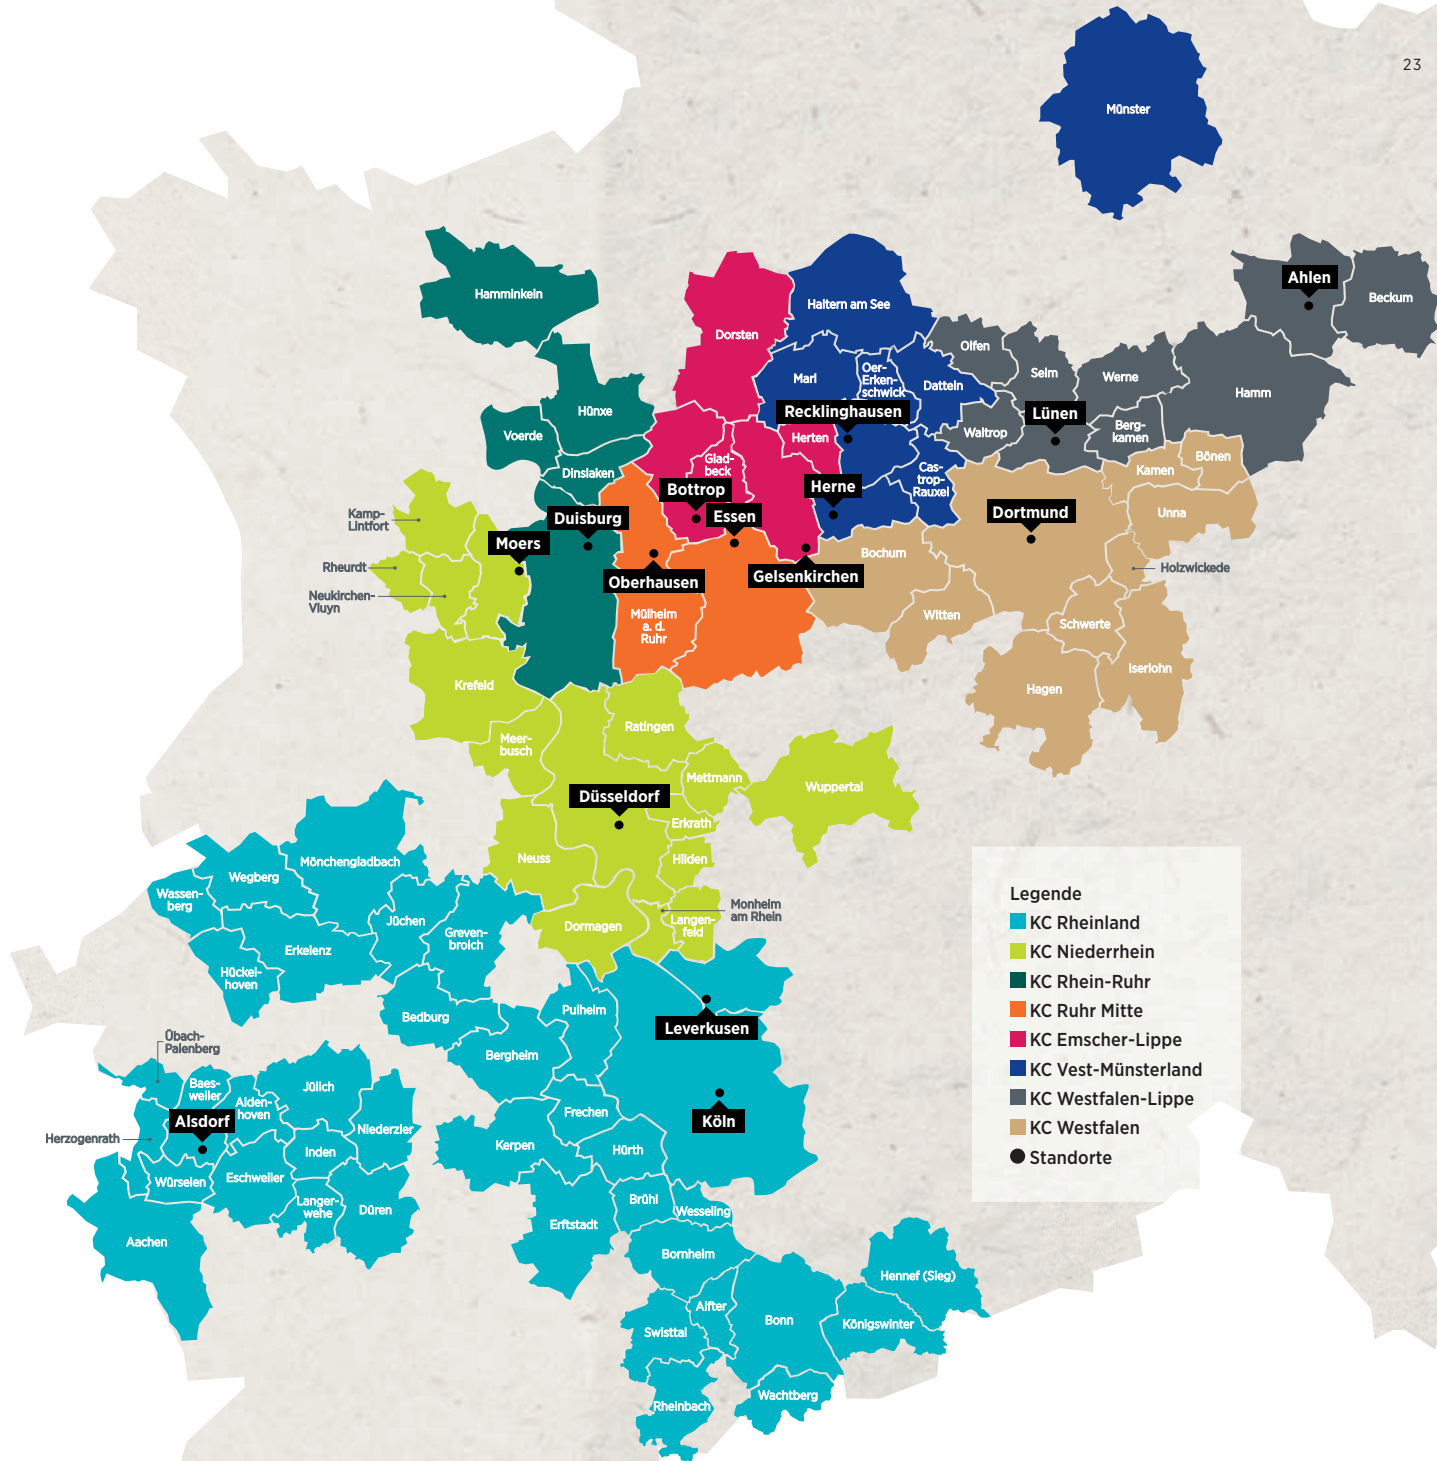 23
Münster
Hamminkeln
Haltern am See
Ahlen
Beckum
Dorsten
Olfen
Selm
Werne
Hamm
Marl
Oer-
Erken-
schwick
Datteln
Hünxe
Voerde
Dinslaken
Recklinghausen
Lünen
Waltrop
Berg-
kamen
Herten
Glad-
beck
Cas-
trop-
Rauxel
Kamen
Bönen
Bottrop
Herne
Essen
Dortmund
Unna
Kamp-
Lintfort
Duisburg
Moers
Rheurdt
Neukirchen-
Vluyn
Oberhausen
Gelsenkirchen
Bochum
Holzwickede
Mülheim
a. d.
Ruhr
Witten
Schwerte
Iserlohn
Hagen
Krefeld
Meer-
busch
Ratingen
Mettmann
Wuppertal
Düsseldorf
Erkrath
Neuss
Hilden
Dormagen
Monheim
am Rhein
Langen-
feld
Mönchengladbach
Wegberg
Wassen-
berg
Jüchen
Greven-
broich
Erkelenz
Hückel-
hoven
Bedburg
Pulheim
Bergheim
Leverkusen
Köln
Übach-
Palenberg
Baes-
weiler
Jülich
Alden-
hoven
Alsdorf
Niederzier
Herzogenrath
Inden
Würselen
Eschweiler
Langer-
wehe
Düren
Aachen
Frechen
Kerpen
Hürth
Brühl
Wesseling
Erftstadt
Bornheim
Alfter
Bonn
Swisttal
Rheinbach
Wachtberg
Hennef (Sieg)
Königswinter
Legende
KC Rheinland
KC Niederrhein
KC Rhein-Ruhr
KC Ruhr Mitte
KC Emscher-Lippe
KC Vest-Münsterland
KC Westfalen-Lippe
KC Westfalen
Standorte